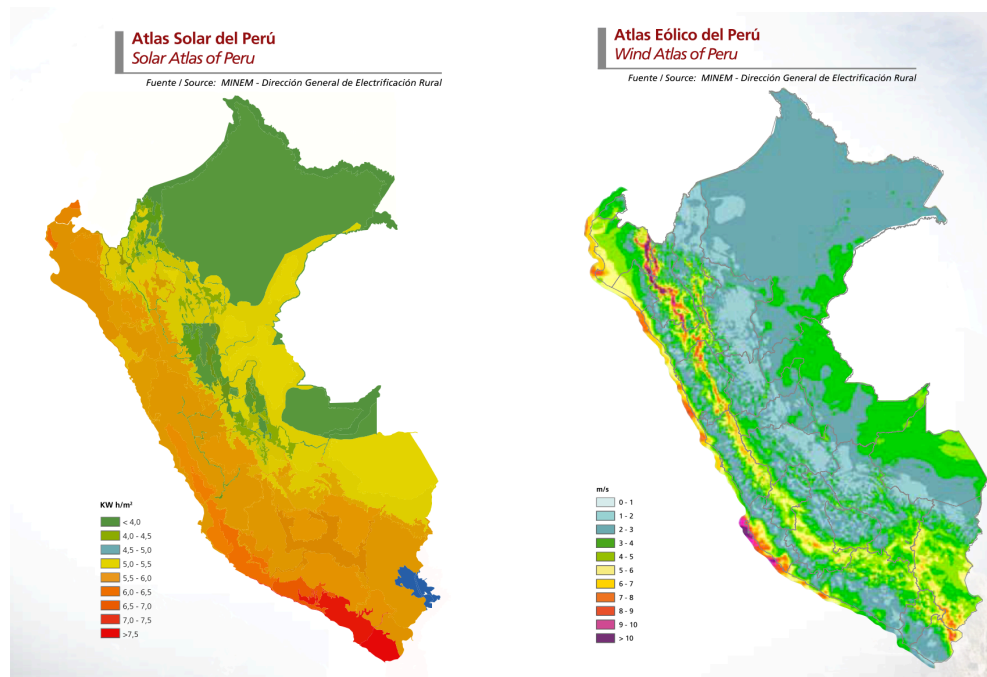 Atlas Solar del Perú
Solar Atlas of Peru
Fuente / Source: MINEM - Dirección General de Electrificación Rural
KW h/m²
< 4,0
4,0 - 4,5
4,5 - 5,0
5,0 - 5,5
5,5 - 6,0
6,0 - 6,5
6,5 - 7,0
7,0 - 7,5
>7,5
Atlas Eólico del Perú
Wind Atlas of Peru
Fuente / Source: MINEM - Dirección General de Electrificación Rural
m/s
0 - 1
1 - 2
2 - 3
3 - 4
4 - 5
5 - 6
6 - 7
7 - 8
8 - 9
9 - 10
> 10